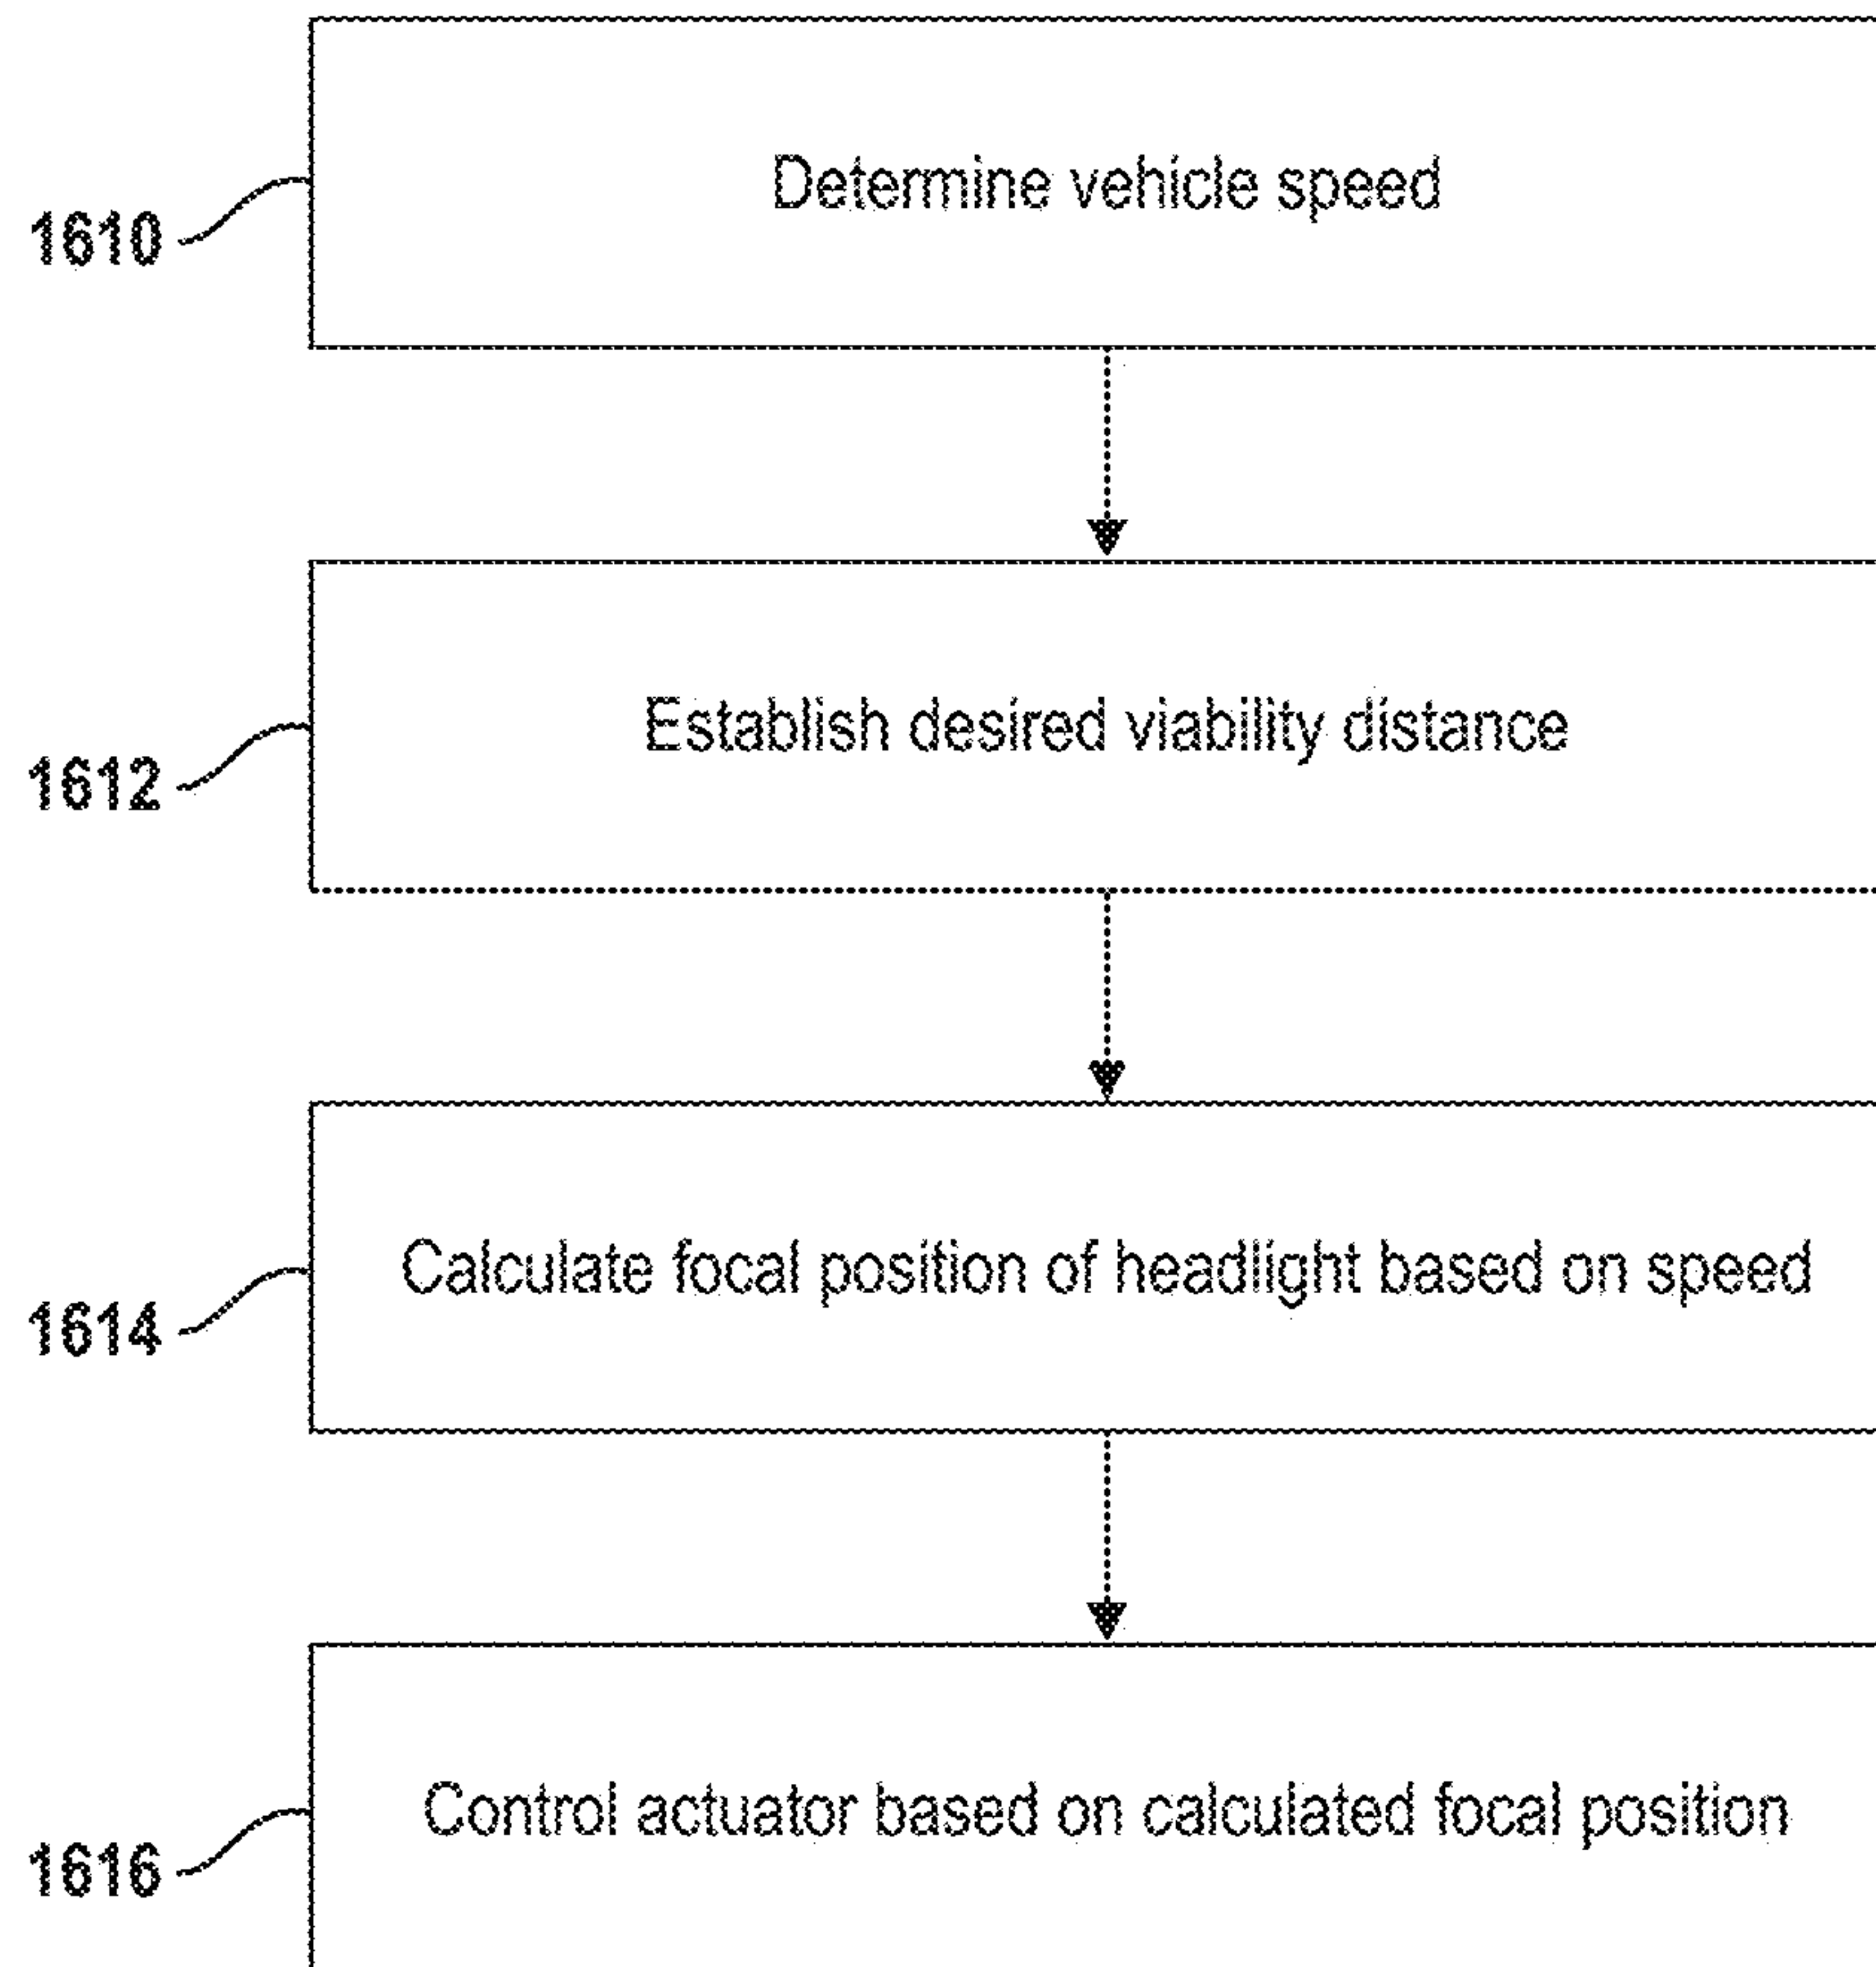 Determine vehicle speed
1610
Establish desired viability distance
1612
Calculate focal position of headlight based on speed
1614
Control actuator based on calculated focal position
1616